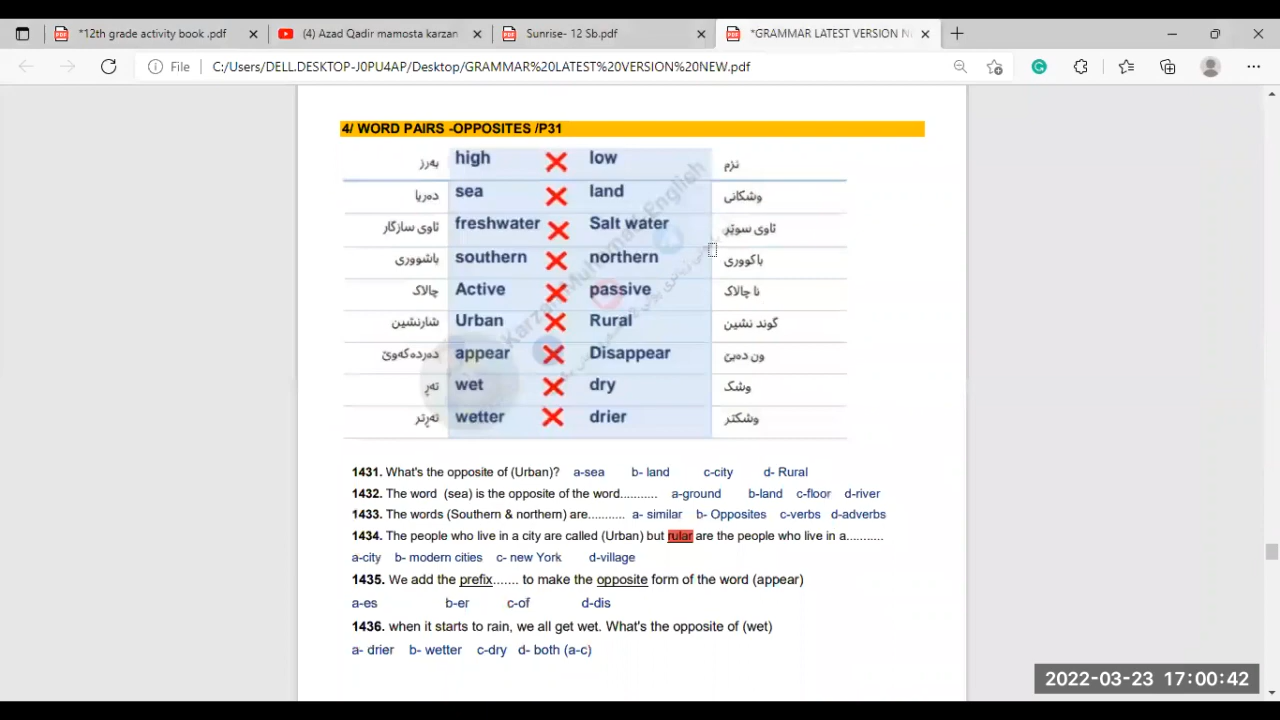 *12th grade activity book .pdf
(4) Azad Qadir mamosta karzan
Sunrise- 12 Sb.pdf
*GRAMMAR LATEST VERSION N
File C:/Users/DELL.DESKTOP-J0PU4AP/Desktop/GRAMMAR%20LATEST%20VERSION%20NEW.pdf
4/ WORD PAIRS -OPPOSITES /P31
بەرز high low نزم
دەریا sea land وشکانی
ئاوی سازگار freshwater Salt water ئاوی سوێر
باشووری southern northern باکووری
چالاک Active passive نا چالاک
شارنشین Urban Rural گوند نشین
دەردەکەوێ appear Disappear ون دەبێ
تەڕ wet dry وشک
تەڕتر wetter drier وشکتر
Karzan Muhamad English
1431. What's the opposite of (Urban)? a-sea b- land c-city d- Rural
1432. The word (sea) is the opposite of the word.......... a-ground b-land c-floor d-river
1433. The words (Southern & northern) are.......... a- similar b- Opposites c-verbs d-adverbs
1434. The people who live in a city are called (Urban) but rular are the people who live in a..........
a-city b- modern cities c- new York d-village
1435. We add the prefix....... to make the opposite form of the word (appear)
a-es b-er c-of d-dis
1436. when it starts to rain, we all get wet. What's the opposite of (wet)
a- drier b- wetter c-dry d- both (a-c)
2022-03-23 17:00:42